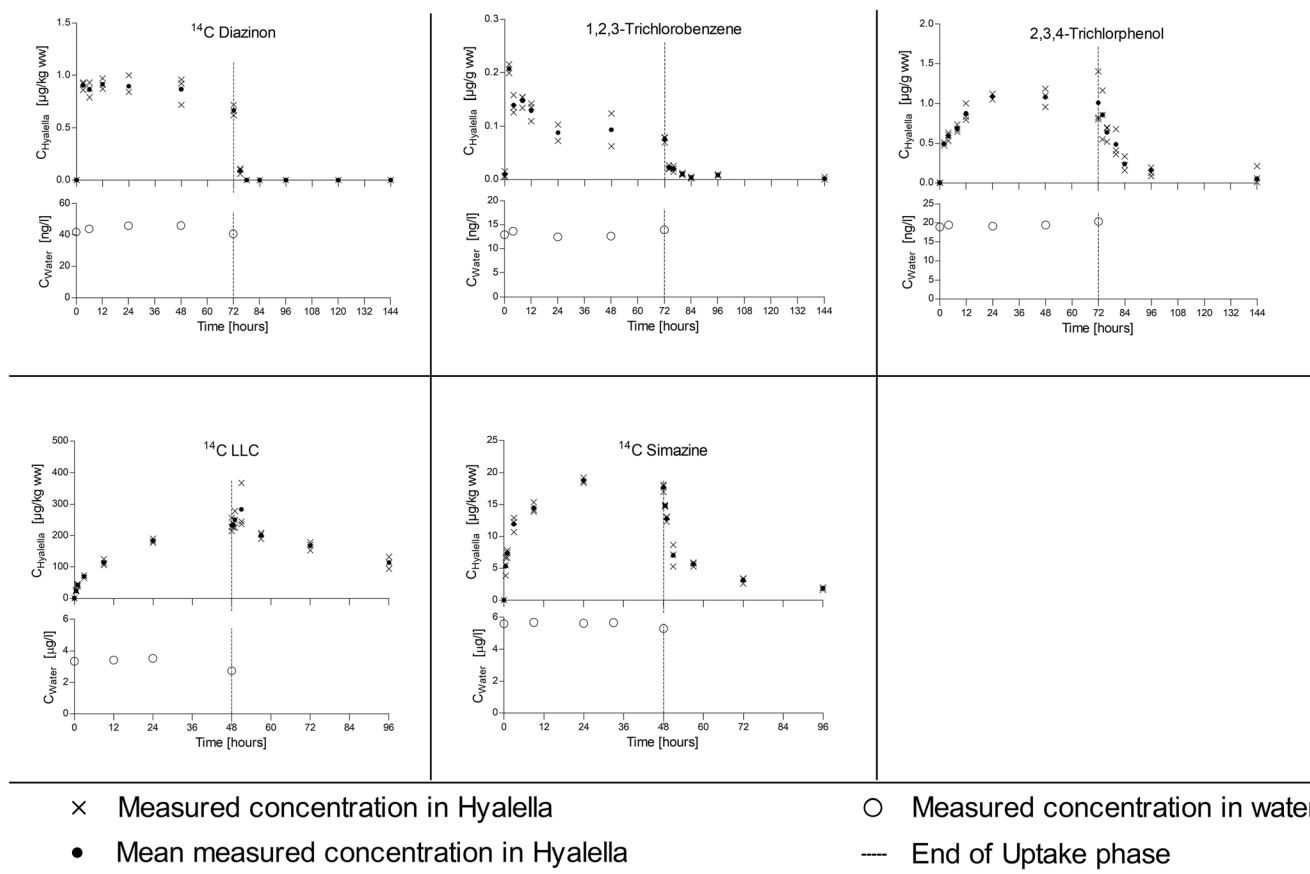 14C Diazinon
1.5
1.0
0.5
0.0
CHyalella [µg/kg ww]
60
40
20
0
CWater [ng/l]
0 12 24 36 48 60 72 84 96 108 120 132 144
Time [hours]
1,2,3-Trichlorobenzene
0.3
0.2
0.1
0.0
CHyalella [µg/g ww]
20
15
10
5
0
CWater [ng/l]
0 12 24 36 48 60 72 84 96 108 120 132 144
Time [hours]
2,3,4-Trichlorphenol
2.0
1.5
1.0
0.5
0.0
CHyalella [µg/g ww]
25
20
15
10
5
0
CWater [ng/l]
0 12 24 36 48 60 72 84 96 108 120 132 144
Time [hours]
14C LLC
500
400
300
200
100
0
CHyalella [µg/kg ww]
6
4
2
0
CWater [µg/l]
0 12 24 36 48 60 72 84 96
Time [hours]
14C Simazine
25
20
15
10
5
0
CHyalella [µg/kg ww]
6
4
2
0
CWater [µg/l]
0 12 24 36 48 60 72 84 96
Time [hours]
Measured concentration in Hyalella
Measured concentration in water
Mean measured concentration in Hyalella
End of Uptake phase